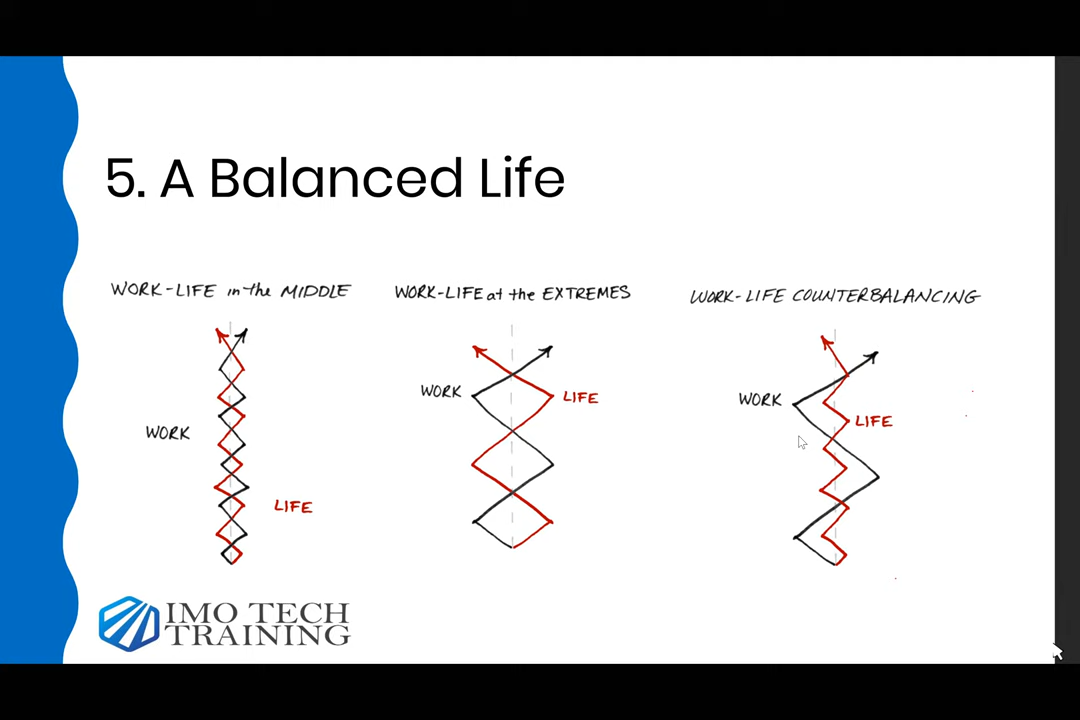 5. A Balanced Life
WORK-LIFE in the MIDDLE
WORK
LIFE
WORK-LIFE at the EXTREMES
WORK
LIFE
WORK-LIFE COUNTERBALANCING
WORK
LIFE
IMO TECH
TRAINING